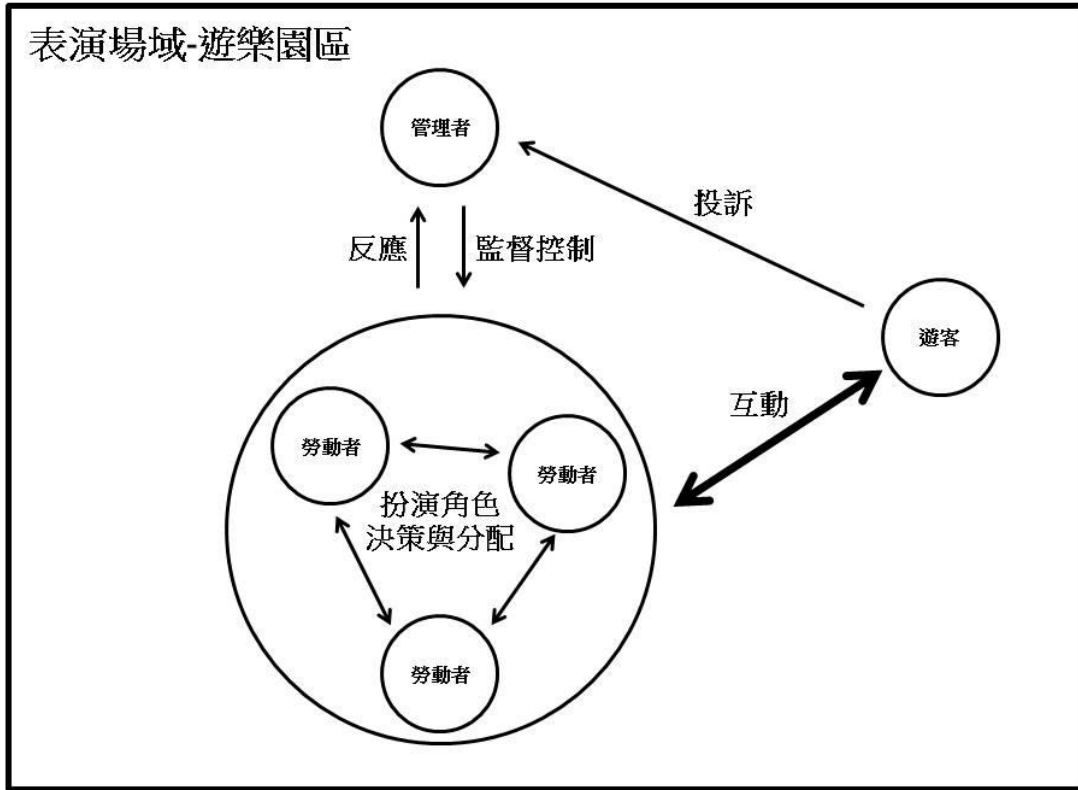 表演場域-遊樂園區
管理者
投訴
反應
監督控制
遊客
互動
勞動者
勞動者
扮演角色
決策與分配
勞動者